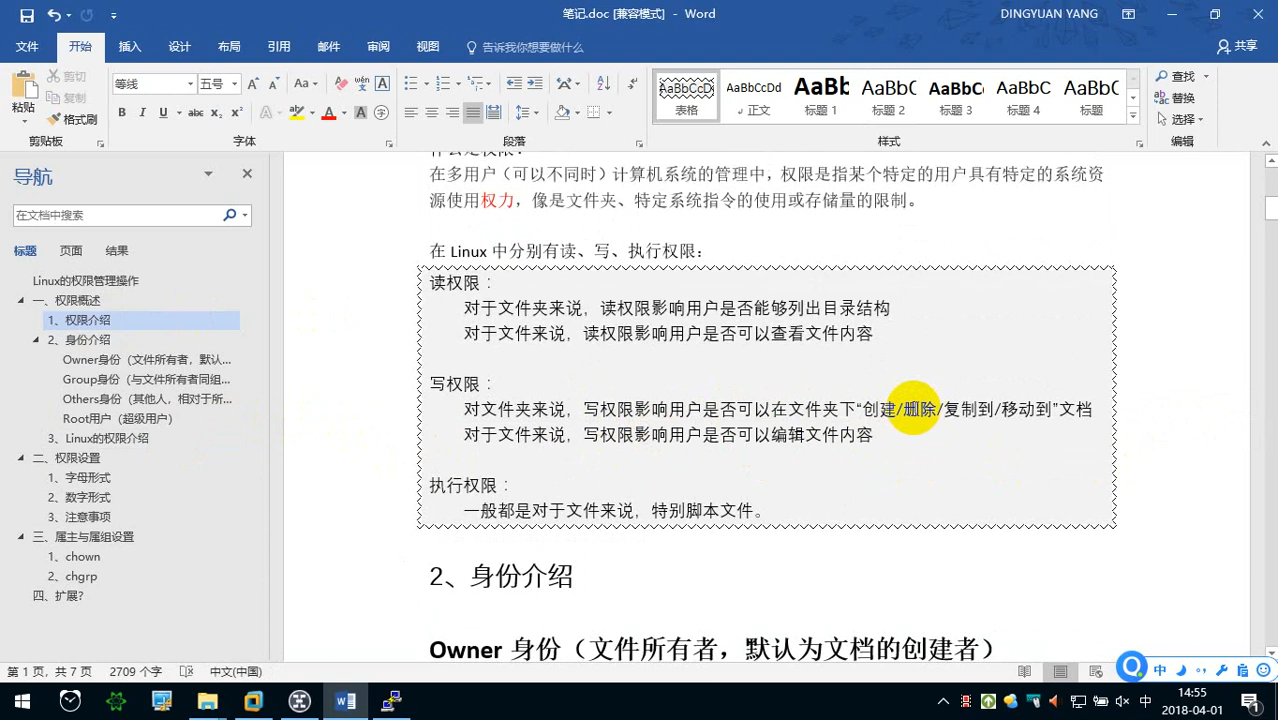 笔记.doc [兼容模式] - Word
DINGYUAN YANG
文件
开始
插入
设计
布局
引用
邮件
审阅
视图
告诉我你想要做什么
共享
粘贴
剪切
复制
格式刷
剪贴板
等线
五号
字体
段落
AaBbCcDd
表格
AaBbCcDd
正文
AaBb
标题 1
AaBbC
标题 2
AaBbC
标题 3
AaBbC
标题 4
AaBbC
标题
样式
查找
替换
选择
编辑
导航
在文档中搜索
标题
页面
结果
Linux的权限管理操作
一、权限概述
1、权限介绍
2、身份介绍
Owner身份（文件所有者，默认...
Group身份（与文件所有者同组...
Others身份（其他人，相对于所...
Root用户（超级用户）
3、Linux的权限介绍
二、权限设置
1、字母形式
2、数字形式
3、注意事项
三、属主与属组设置
1、chown
2、chgrp
四、扩展?
什么是权限？
在多用户（可以不同时）计算机系统的管理中，权限是指某个特定的用户具有特定的系统资
源使用权力，像是文件夹、特定系统指令的使用或存储量的限制。
在 Linux 中分别有读、写、执行权限：
读权限：
对于文件夹来说，读权限影响用户是否能够列出目录结构
对于文件来说，读权限影响用户是否可以查看文件内容
写权限：
对文件夹来说，写权限影响用户是否可以在文件夹下“创建/删除/复制到/移动到”文档
对于文件来说，写权限影响用户是否可以编辑文件内容
执行权限：
一般都是对于文件来说，特别脚本文件。
2、身份介绍
Owner 身份（文件所有者，默认为文档的创建者）
第 1 页，共 7 页
2709 个字
中文(中国)
中
中
14:55
2018-04-01
1